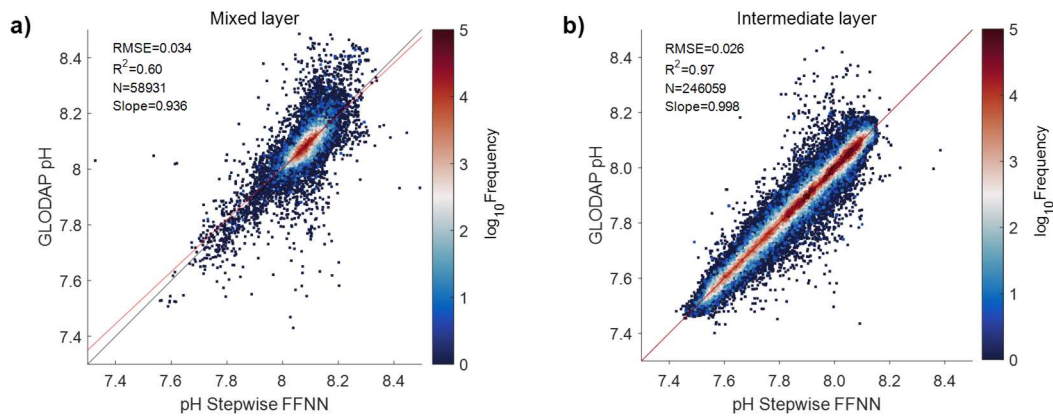 a)
Mixed layer
RMSE=0.034
R²=0.60
N=58931
Slope=0.936
GLODAP pH
8.4
8.2
8
7.8
7.6
7.4
7.4 7.6 7.8 8 8.2 8.4
pH Stepwise FFNN
5
4
3
2
1
0
log₁₀Frequency
b)
Intermediate layer
RMSE=0.026
R²=0.97
N=246059
Slope=0.998
GLODAP pH
8.4
8.2
8.0
7.8
7.6
7.4
7.4 7.6 7.8 8.0 8.2 8.4
pH Stepwise FFNN
5
4
3
2
1
0
log₁₀Frequency